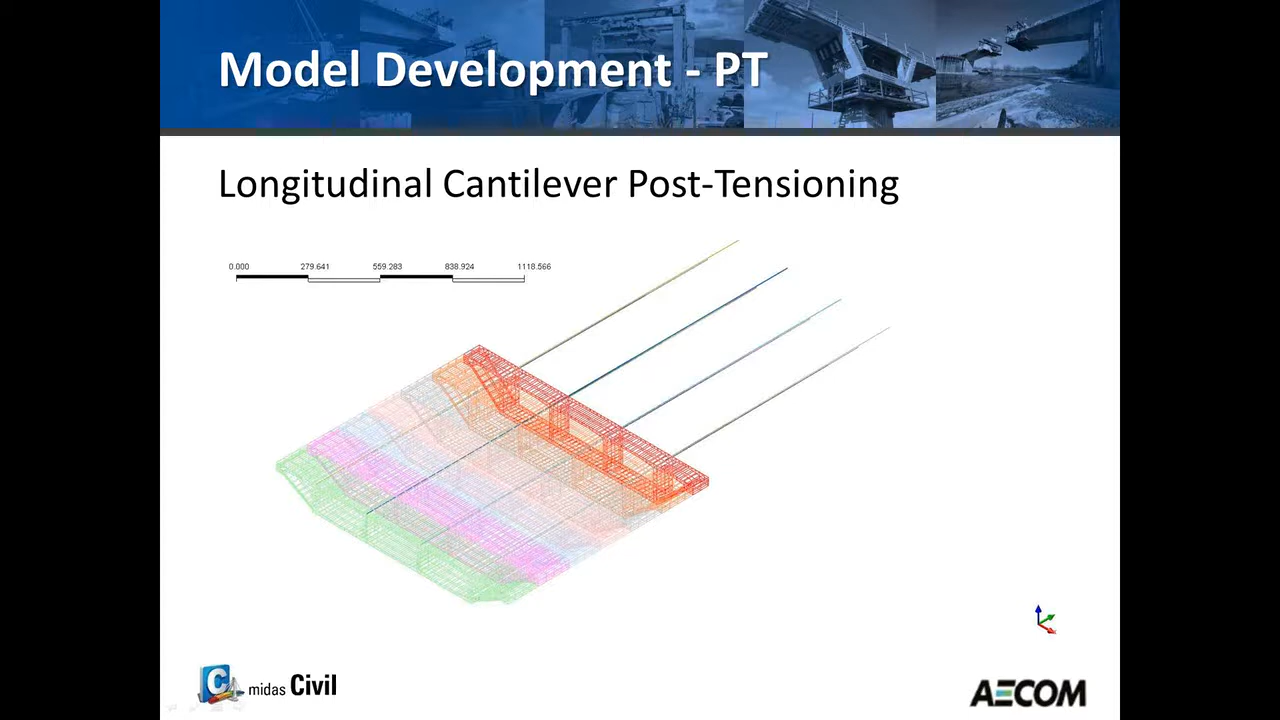 Model Development - PT
Longitudinal Cantilever Post-Tensioning
0.000 279.641 559.283 838.924 1118.566
C midas Civil
AECOM